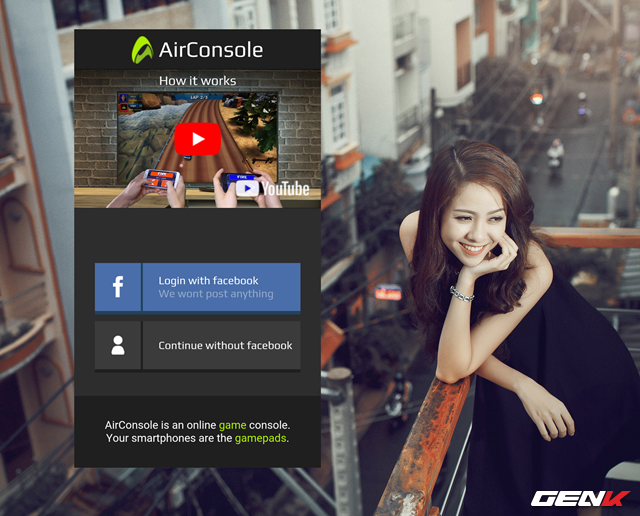 AirConsole
How it works
LAP 2/3
YouTube
Login with facebook
We wont post anything
Continue without facebook
AirConsole is an online game console.
Your smartphones are the gamepads.
GENK